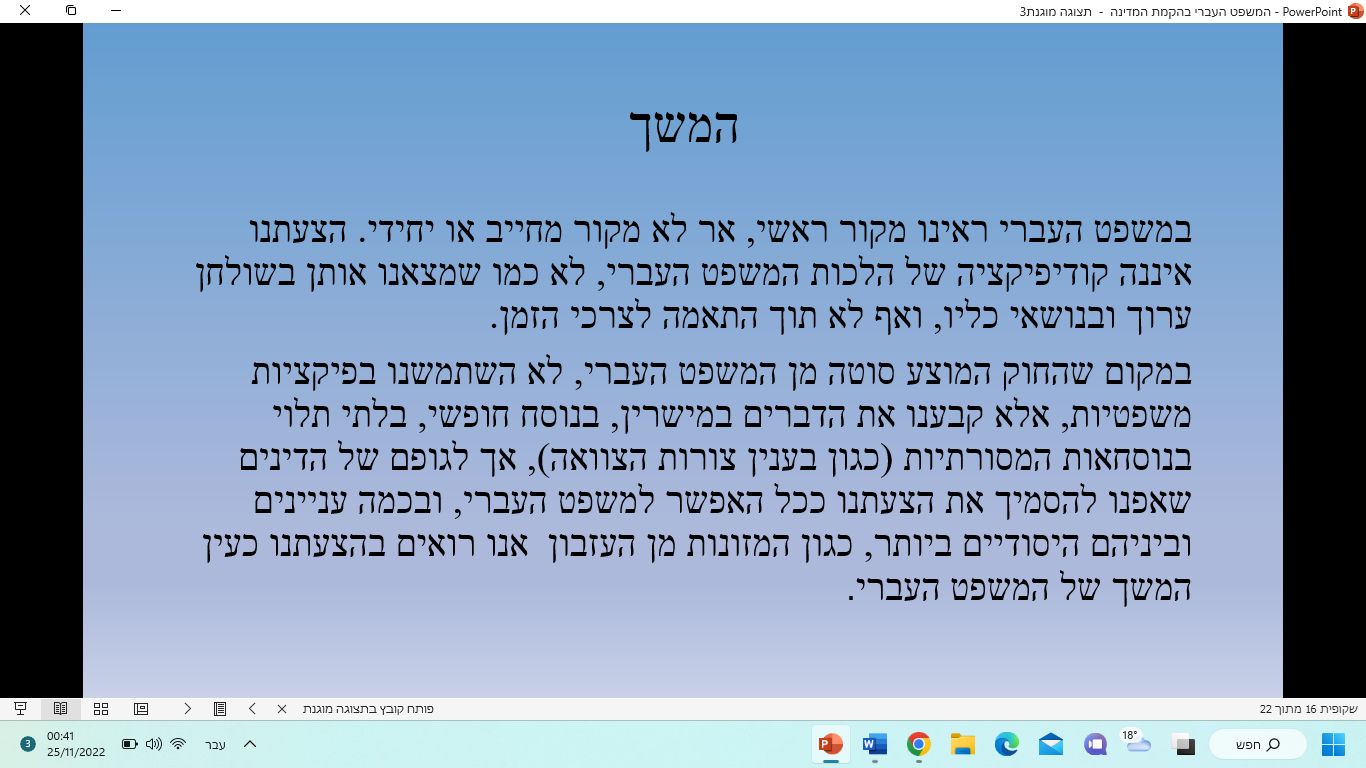 PowerPoint - המשפט העברי בהקמת המדינה - תצוגה מוגנת3
המשך
במשפט העברי ראינו מקור ראשי, אר לא מקור מחייב או יחידי. הצעתנו
איננה קודיפיקציה של הלכות המשפט העברי, לא כמו שמצאנו אותן בשולחן
ערוך ובנושאי כליו, ואף לא תוך התאמה לצרכי הזמן.
במקום שהחוק המוצע סוטה מן המשפט העברי, לא השתמשנו בפיקציות
משפטיות, אלא קבענו את הדברים במישרין, בנוסח חופשי, בלתי תלוי
בנוסחאות המסורתיות (כגון בענין צורות הצוואה), אך לגופם של הדינים
שאפנו להסמיך את הצעתנו ככל האפשר למשפט העברי, ובכמה עניינים
וביניהם היסודיים ביותר, כגון המזונות מן העזבון אנו רואים בהצעתנו כעין
המשך של המשפט העברי.
שקופית 16 מתוך 22
פותח קובץ בתצוגה מוגנת
חפש
18°
עבר
00:41
25/11/2022
3